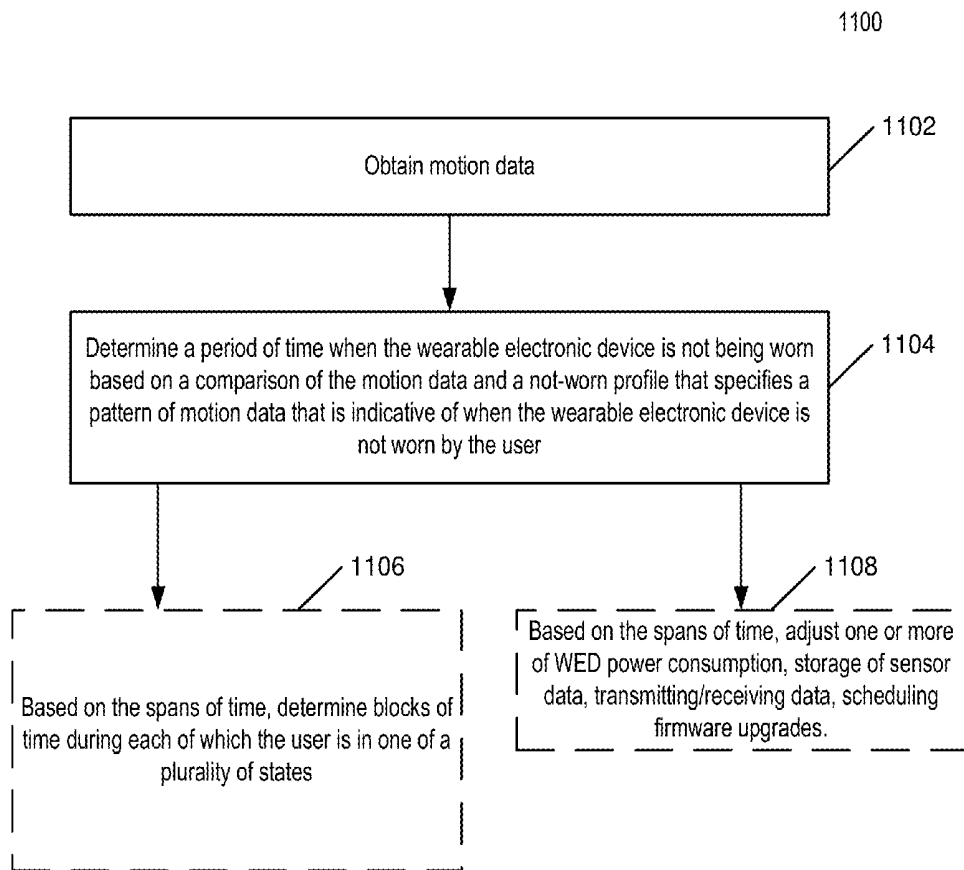 1100
1102
Obtain motion data
1104
Determine a period of time when the wearable electronic device is not being worn
based on a comparison of the motion data and a not-worn profile that specifies a
pattern of motion data that is indicative of when the wearable electronic device is
not worn by the user
1106
1108
Based on the spans of time, determine blocks of
time during each of which the user is in one of a
plurality of states
Based on the spans of time, adjust one or more
of WED power consumption, storage of sensor
data, transmitting/receiving data, scheduling
firmware upgrades.